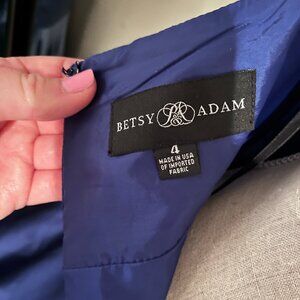 BETSY ADAM
4
MADE IN USA
OF IMPORTED
FABRIC